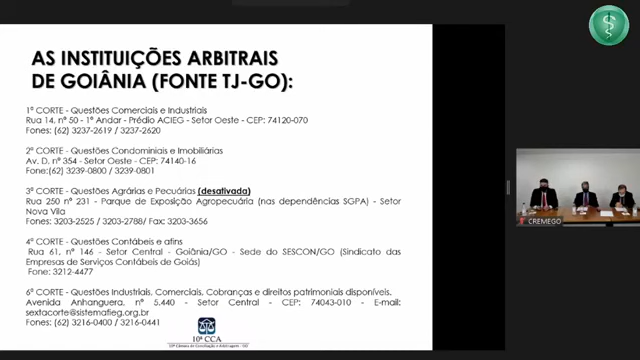 AS INSTITUIÇÕES ARBITRAIS
DE GOIÂNIA (FONTE TJ-GO):
1ª CORTE - Questões Comerciais e Industriais
Rua 14, nº 50 - 1º Andar - Prédio ACIEG - Setor Oeste - CEP: 74120-070
Fones: (62) 3237-2619 / 3237-2620
2ª CORTE - Questões Condominiais e Imobiliárias
Av. D, nº 354 - Setor Oeste - CEP: 74140-16
Fone:(62) 3239-0800 / 3239-0801
3ª CORTE - Questões Agrárias e Pecuárias (desativada)
Rua 250 nº 231 - Parque de Exposição Agropecuária (nas dependências SGPA) - Setor
Nova Vila
Fones: 3203-2525 / 3203-2788/ Fax: 3203-3656
4ª CORTE - Questões Contábeis e afins
Rua 61, nº 146 - Setor Central - Goiânia/GO - Sede do SESCON/GO (Sindicato das
Empresas de Serviços Contábeis de Goiás)
Fone: 3212-4477
6ª CORTE - Questões Industriais, Comerciais, Cobranças e direitos patrimoniais disponíveis.
Avenida Anhanguera, nº 5.440 - Setor Central - CEP: 74043-010 - E-mail:
sextacorte@sistemafieg.org.br
Fones: (62) 3216-0400 / 3216-0441
10ª CCA
10ª Câmara de Conciliação e Arbitragem - GO
CREMEGO